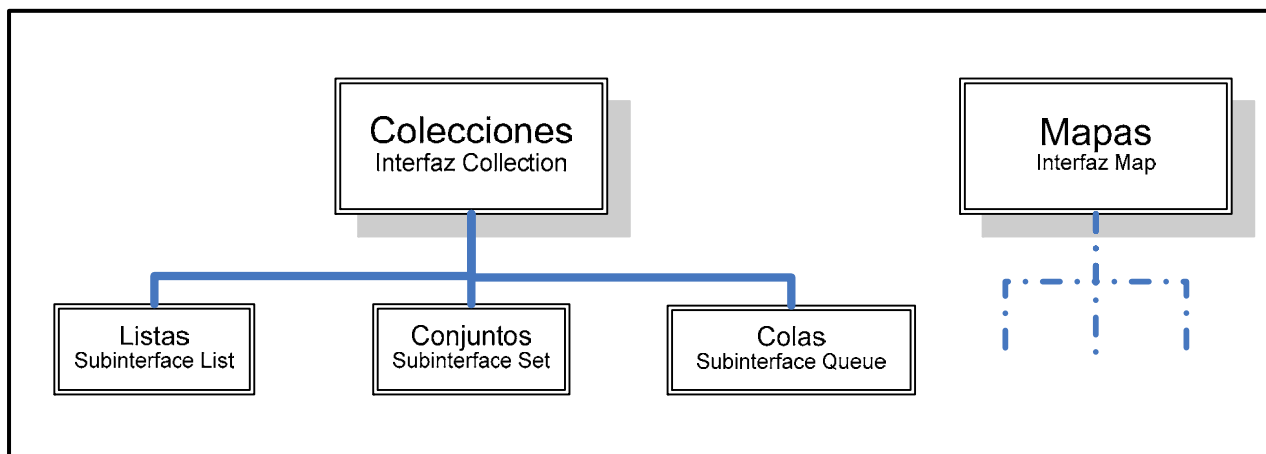 Colecciones
Interfaz Collection
Mapas
Interfaz Map
Listas
Subinterface List
Conjuntos
Subinterface Set
Colas
Subinterface Queue